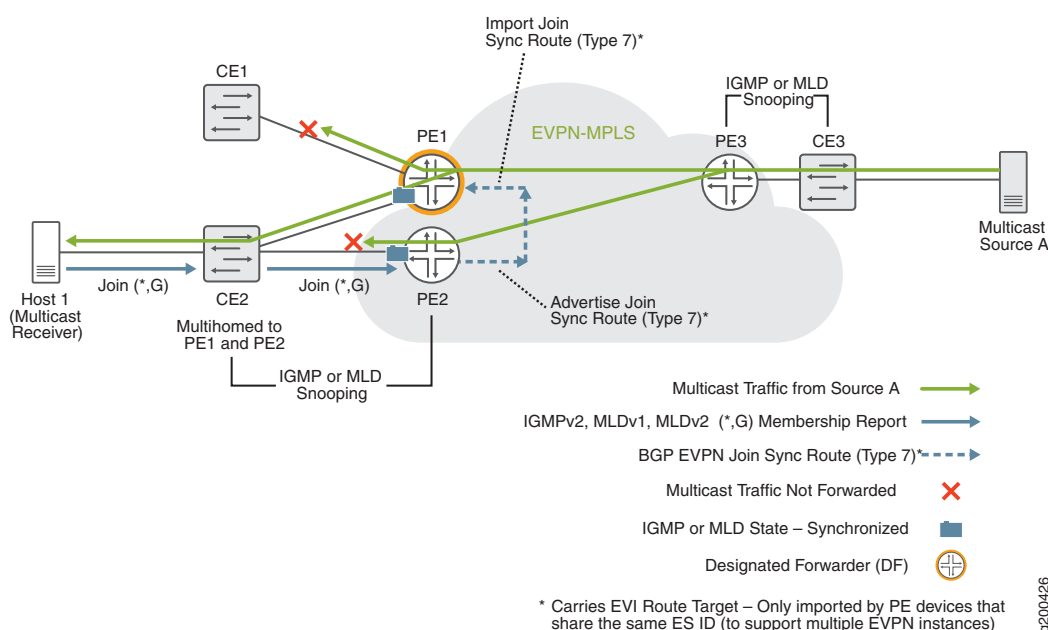 Import Join
Sync Route (Type 7)*
CE1
IGMP or MLD
Snooping
PE1
EVPN-MPLS
PE3
CE3
Multicast
Source A
Join (*,G)
Join (*,G)
Host 1
(Multicast
Receiver)
CE2
PE2
Advertise Join
Sync Route (Type 7)*
Multihomed to
PE1 and PE2
IGMP or MLD
Snooping
Multicast Traffic from Source A
IGMPv2, MLDv1, MLDv2 (*,G) Membership Report
BGP EVPN Join Sync Route (Type 7)*
Multicast Traffic Not Forwarded
IGMP or MLD State – Synchronized
Designated Forwarder (DF)
* Carries EVI Route Target – Only imported by PE devices that
share the same ES ID (to support multiple EVPN instances)
g200426